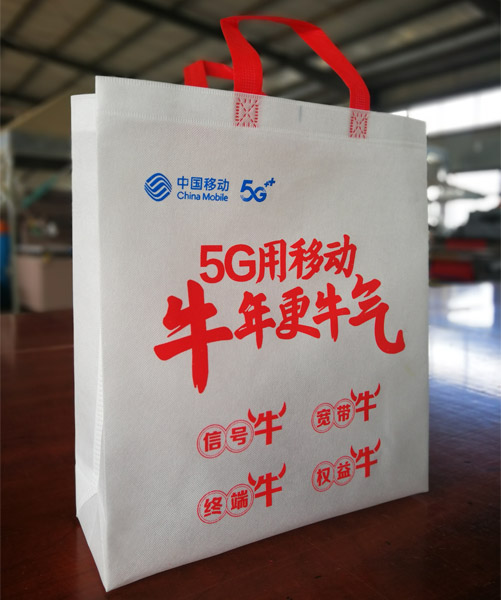 中国移动 5G++
China Mobile
5G用移动
牛年更牛气
信号牛 宽带牛
终端牛 权益牛